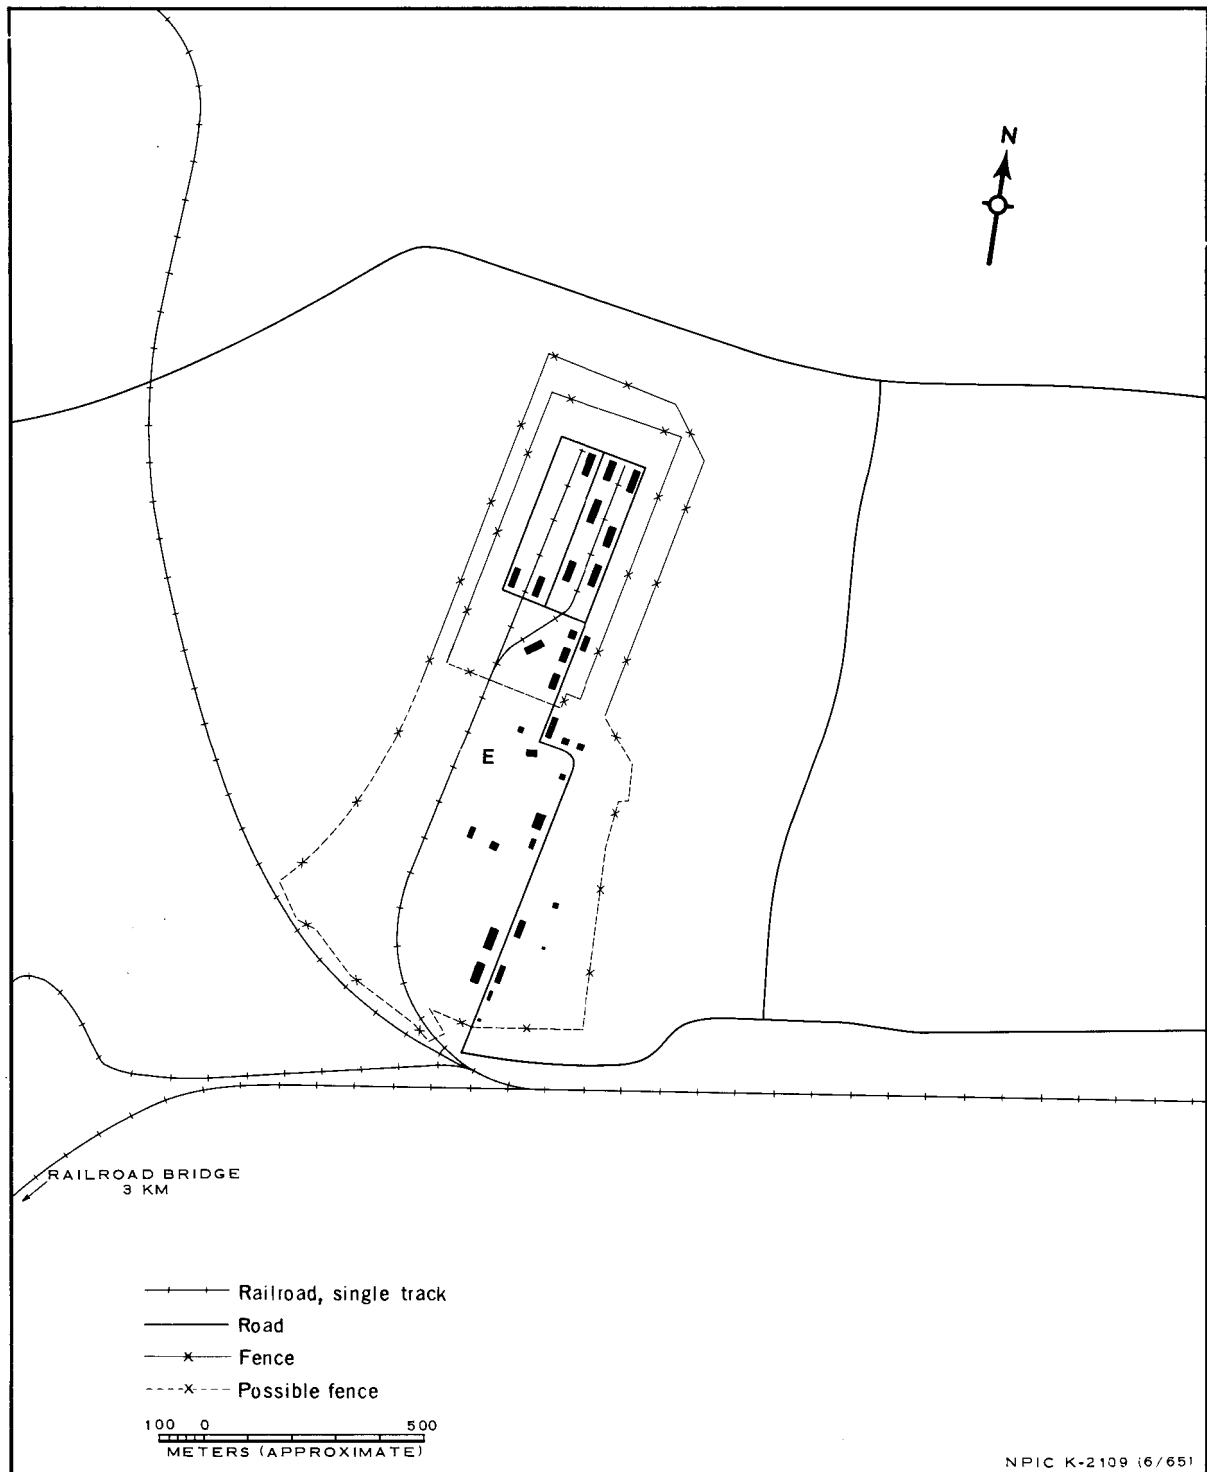 N
E
RAILROAD BRIDGE
3 KM
Railroad, single track
Road
Fence
Possible fence
100 0 500
METERS (APPROXIMATE)
NPIC K-2109 (6/65)